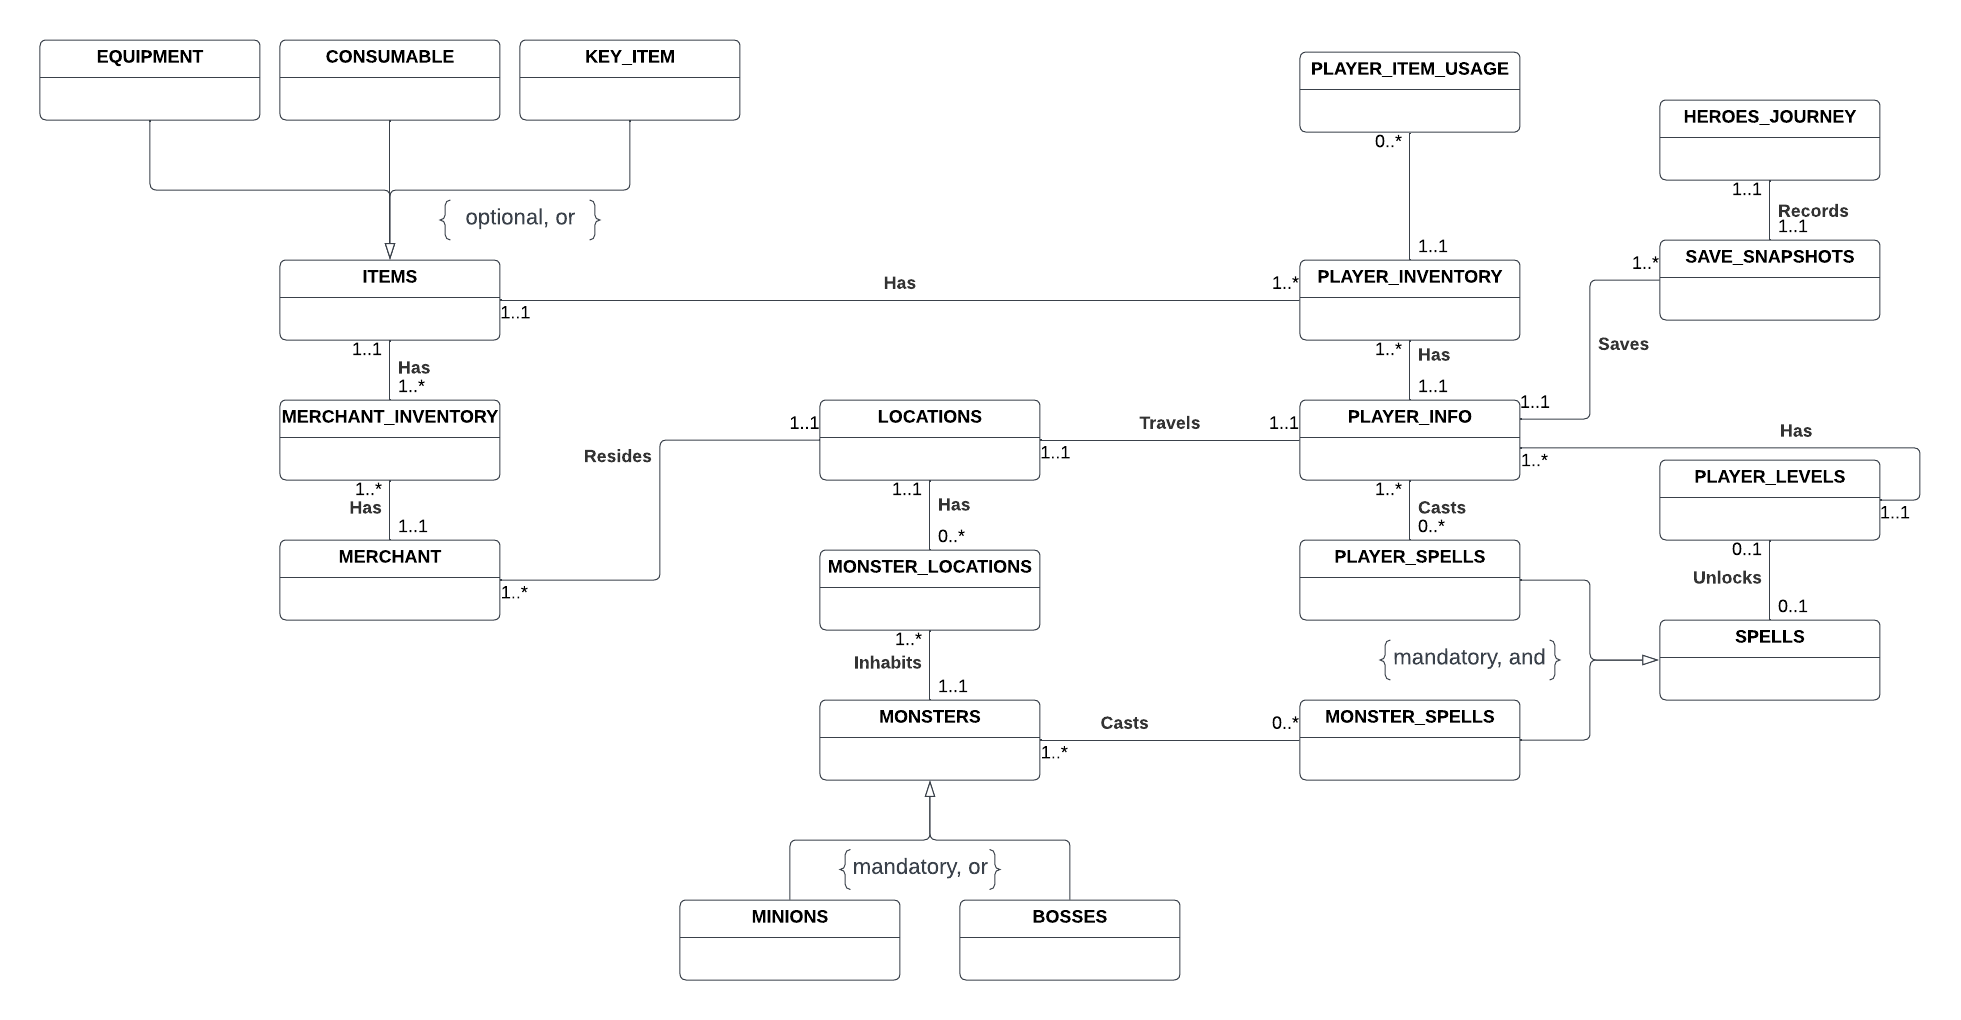 EQUIPMENT
CONSUMABLE
KEY_ITEM
PLAYER_ITEM_USAGE
HEROES_JOURNEY
0..*
1..1
Records
1..1
{ optional, or }
1..1
ITEMS
Has
1..*
PLAYER_INVENTORY
1..*
SAVE_SNAPSHOTS
1..1
1..1
Has
1..*
1..*
Has
1..1
Saves
1..1
MERCHANT_INVENTORY
1..1
LOCATIONS
Travels
1..1
PLAYER_INFO
Has
1..1
1..*
Resides
1..*
Has
1..1
1..1
Has
0..*
1..*
Casts
0..*
PLAYER_LEVELS
1..1
MERCHANT
1..*
MONSTER_LOCATIONS
PLAYER_SPELLS
0..1
Unlocks
0..1
1..*
Inhabits
1..1
{mandatory, and}
SPELLS
MONSTERS
Casts
0..*
1..*
MONSTER_SPELLS
{mandatory, or}
MINIONS
BOSSES